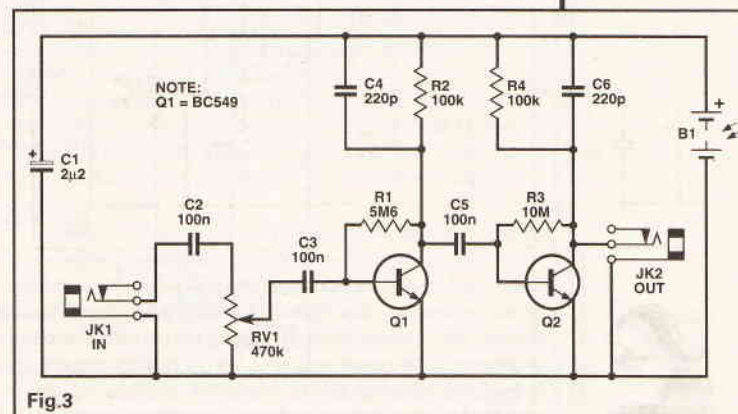 NOTE:
Q1 = BC549
C4
220p
R2
100k
R4
100k
C6
220p
+
B1
+
C1
2µ2
C2
100n
R1
5M6
C5
100n
R3
10M
C3
100n
JK1
IN
RV1
470k
Q1
Q2
JK2
OUT
Fig.3